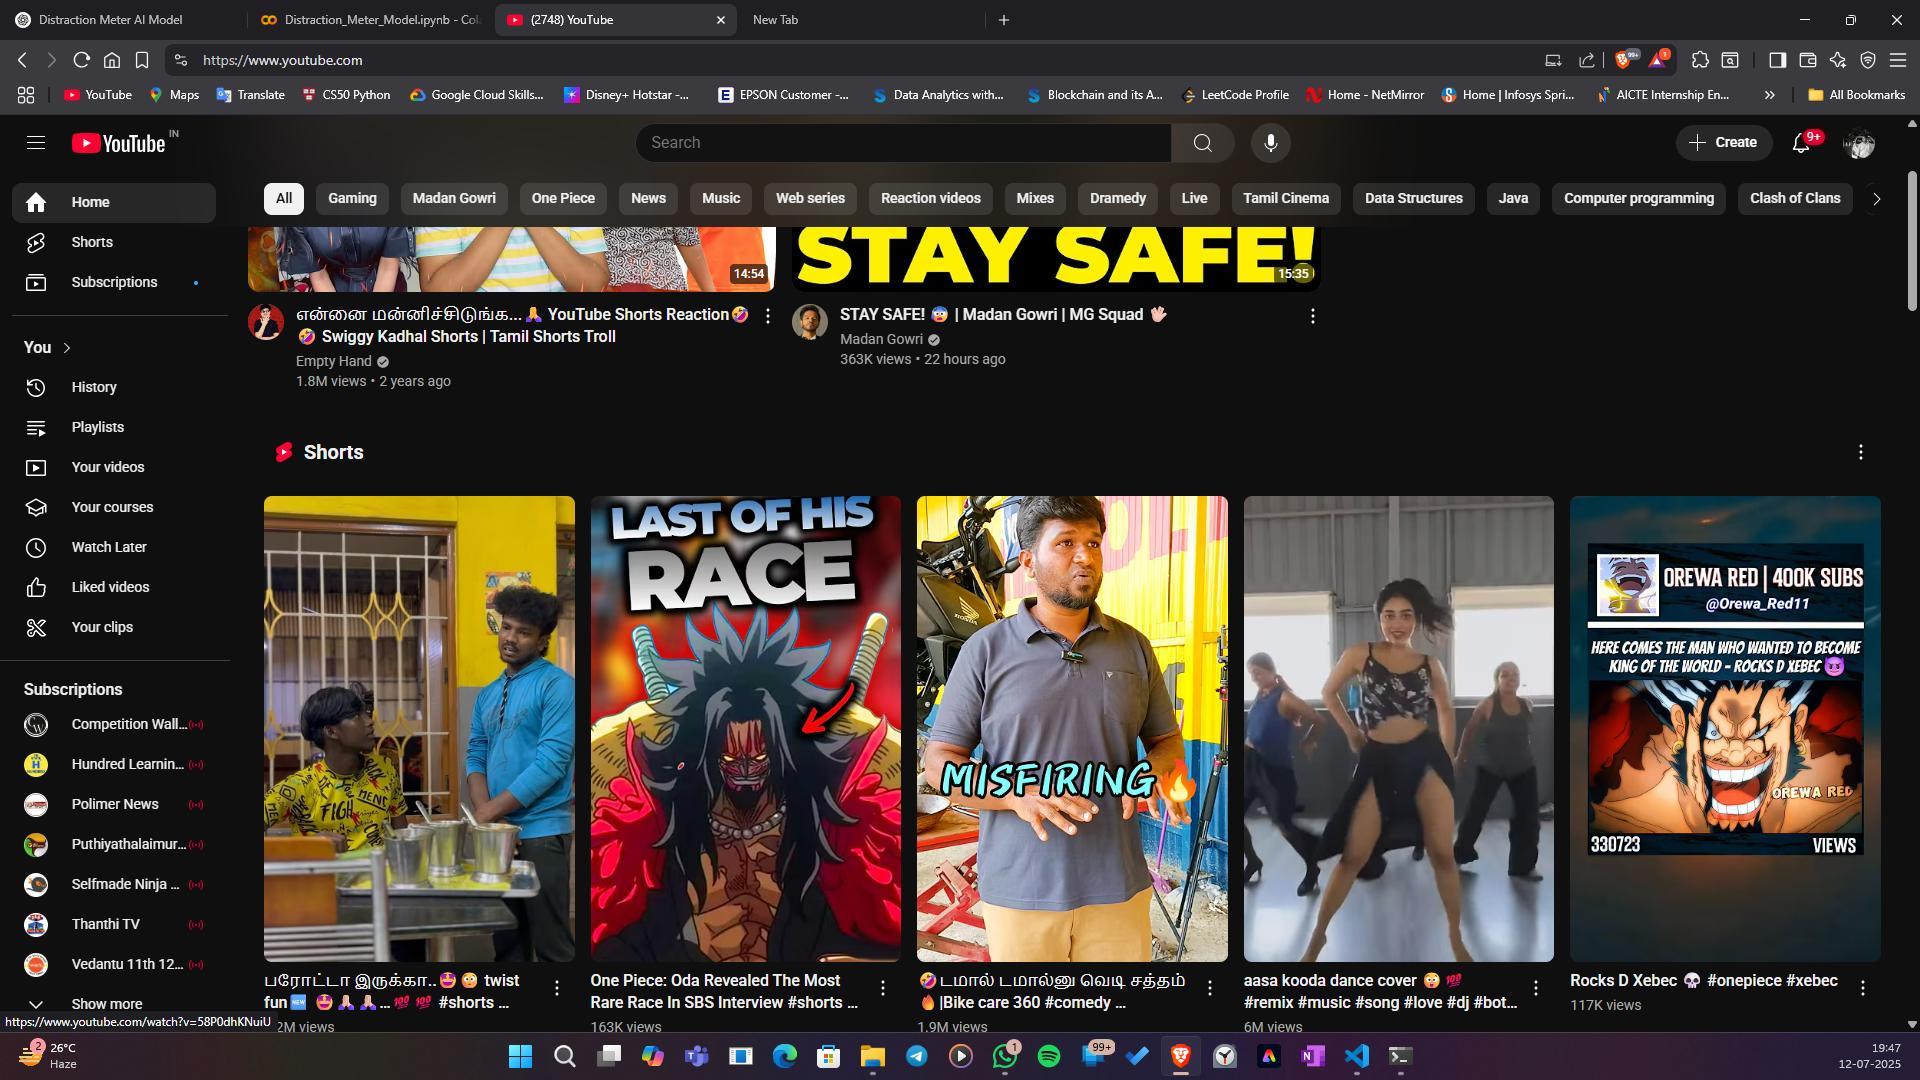 Distraction Meter AI Model
Distraction_Meter_Model.ipynb - Cola
(2748) YouTube
New Tab
https://www.youtube.com
99+
1
YouTube
Maps
Translate
CS50 Python
Google Cloud Skills...
Disney+ Hotstar -...
EPSON Customer -...
Data Analytics with...
Blockchain and its A...
LeetCode Profile
Home - NetMirror
Home | Infosys Spri...
AICTE Internship En...
All Bookmarks
YouTube IN
Search
Create
9+
Home
Shorts
Subscriptions
You
History
Playlists
Your videos
Your courses
Watch Later
Liked videos
Your clips
Subscriptions
Competition Wall...
Hundred Learnin...
Polimer News
Puthiyathalaimur...
Selfmade Ninja ...
Thanthi TV
Vedantu 11th 12...
Show more
https://www.youtube.com/watch?v=58P0dhKNuiU
All
Gaming
Madan Gowri
One Piece
News
Music
Web series
Reaction videos
Mixes
Dramedy
Live
Tamil Cinema
Data Structures
Java
Computer programming
Clash of Clans
14:54
STAY SAFE!
15:35
என்னை மன்னிச்சிடுங்க...🙏 YouTube Shorts Reaction🤣
🤣 Swiggy Kadhal Shorts | Tamil Shorts Troll
Empty Hand
1.8M views • 2 years ago
STAY SAFE! 😨 | Madan Gowri | MG Squad 🖐🏻
Madan Gowri
363K views • 22 hours ago
Shorts
FIGH
LAST OF HIS
RACE
HONDA
MISFIRING🔥
OREWA RED | 400K SUBS
@Orewa_Red11
HERE COMES THE MAN WHO WANTED TO BECOME
KING OF THE WORLD - ROCKS D XEBEC 😈
OREWA RED
330723 VIEWS
பரோட்டா இருக்கா..🤩 😳 twist
fun🆕 🤩🙏🏻🙏🏻...💯 💯 #shorts ...
2M views
One Piece: Oda Revealed The Most
Rare Race In SBS Interview #shorts ...
163K views
🤣டமால் டமால்னு வெடி சத்தம்
🔥|Bike care 360 #comedy ...
1.9M views
aasa kooda dance cover 😳 💯
#remix #music #song #love #dj #bot...
6M views
Rocks D Xebec 💀 #onepiece #xebec
117K views
2
26°C
Haze
1
99+
19:47
12-07-2025